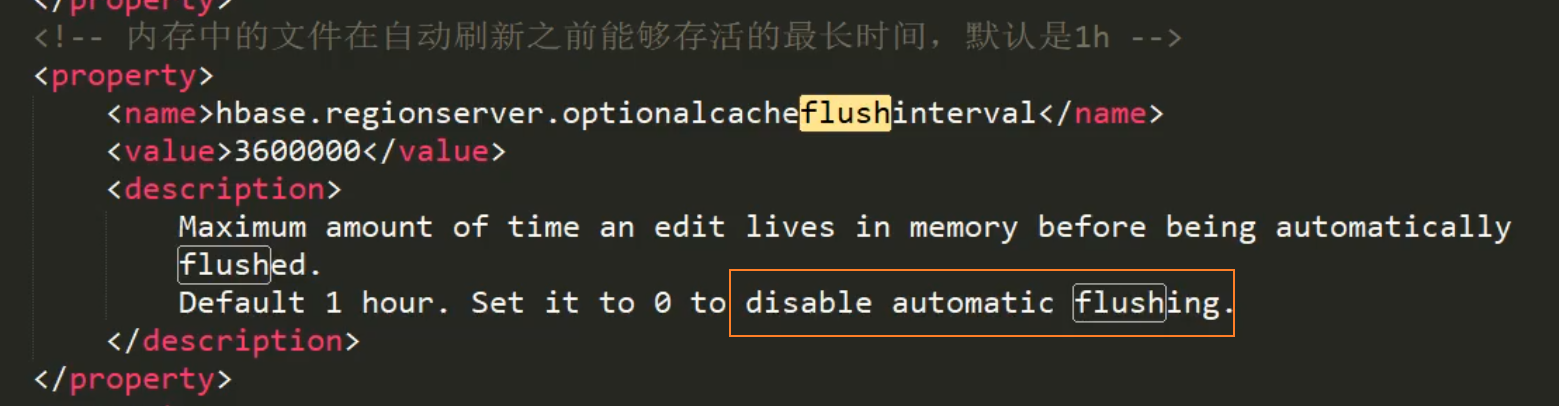 </property>
<!-- 内存中的文件在自动刷新之前能够存活的最长时间，默认是1h -->
<property>
<name>hbase.regionserver.optionalcacheflushinterval</name>
<value>3600000</value>
<description>
Maximum amount of time an edit lives in memory before being automatically
flushed.
Default 1 hour. Set it to 0 to disable automatic flushing.
</description>
</property>